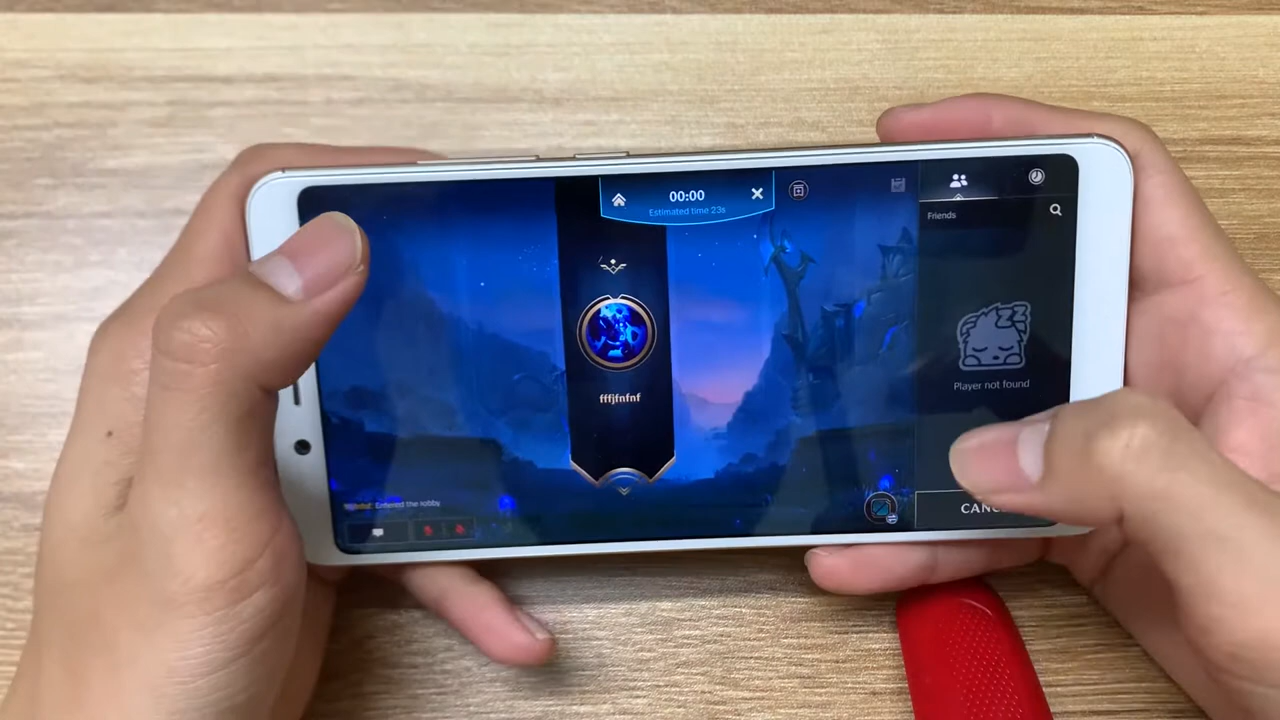 00:00
Estimated time 23s
Friends
Player not found
fffjfnfnf
Entered the lobby